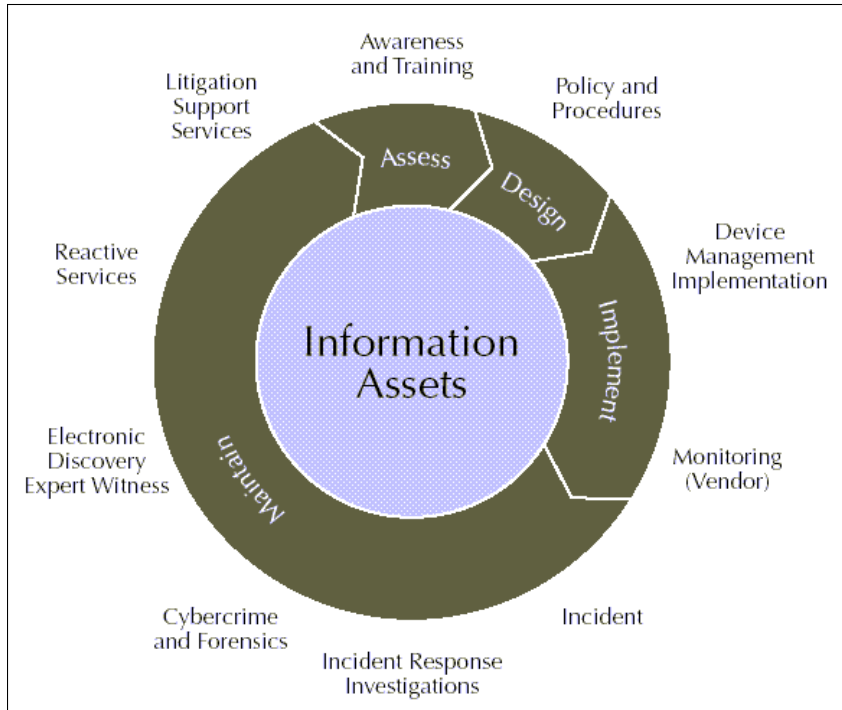 Awareness
and Training
Policy and
Procedures
Device
Management
Implementation
Monitoring
(Vendor)
Incident
Incident Response
Investigations
Cybercrime
and Forensics
Electronic
Discovery
Expert Witness
Reactive
Services
Litigation
Support
Services
Assess
Design
Implement
Maintain
Information
Assets